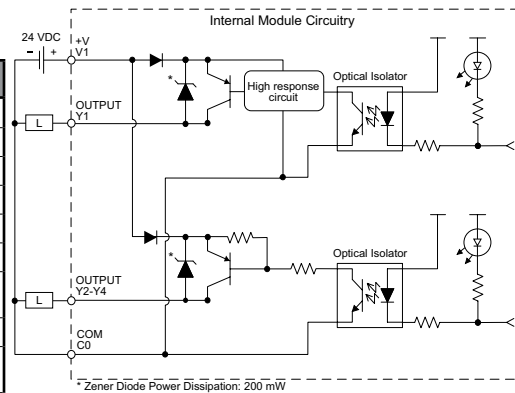 Internal Module Circuitry
24 VDC
- +
+V
V1
*
High response
circuit
Optical Isolator
OUTPUT
Y1
L
*
Optical Isolator
OUTPUT
Y2-Y4
L
COM
C0
* Zener Diode Power Dissipation: 200 mW